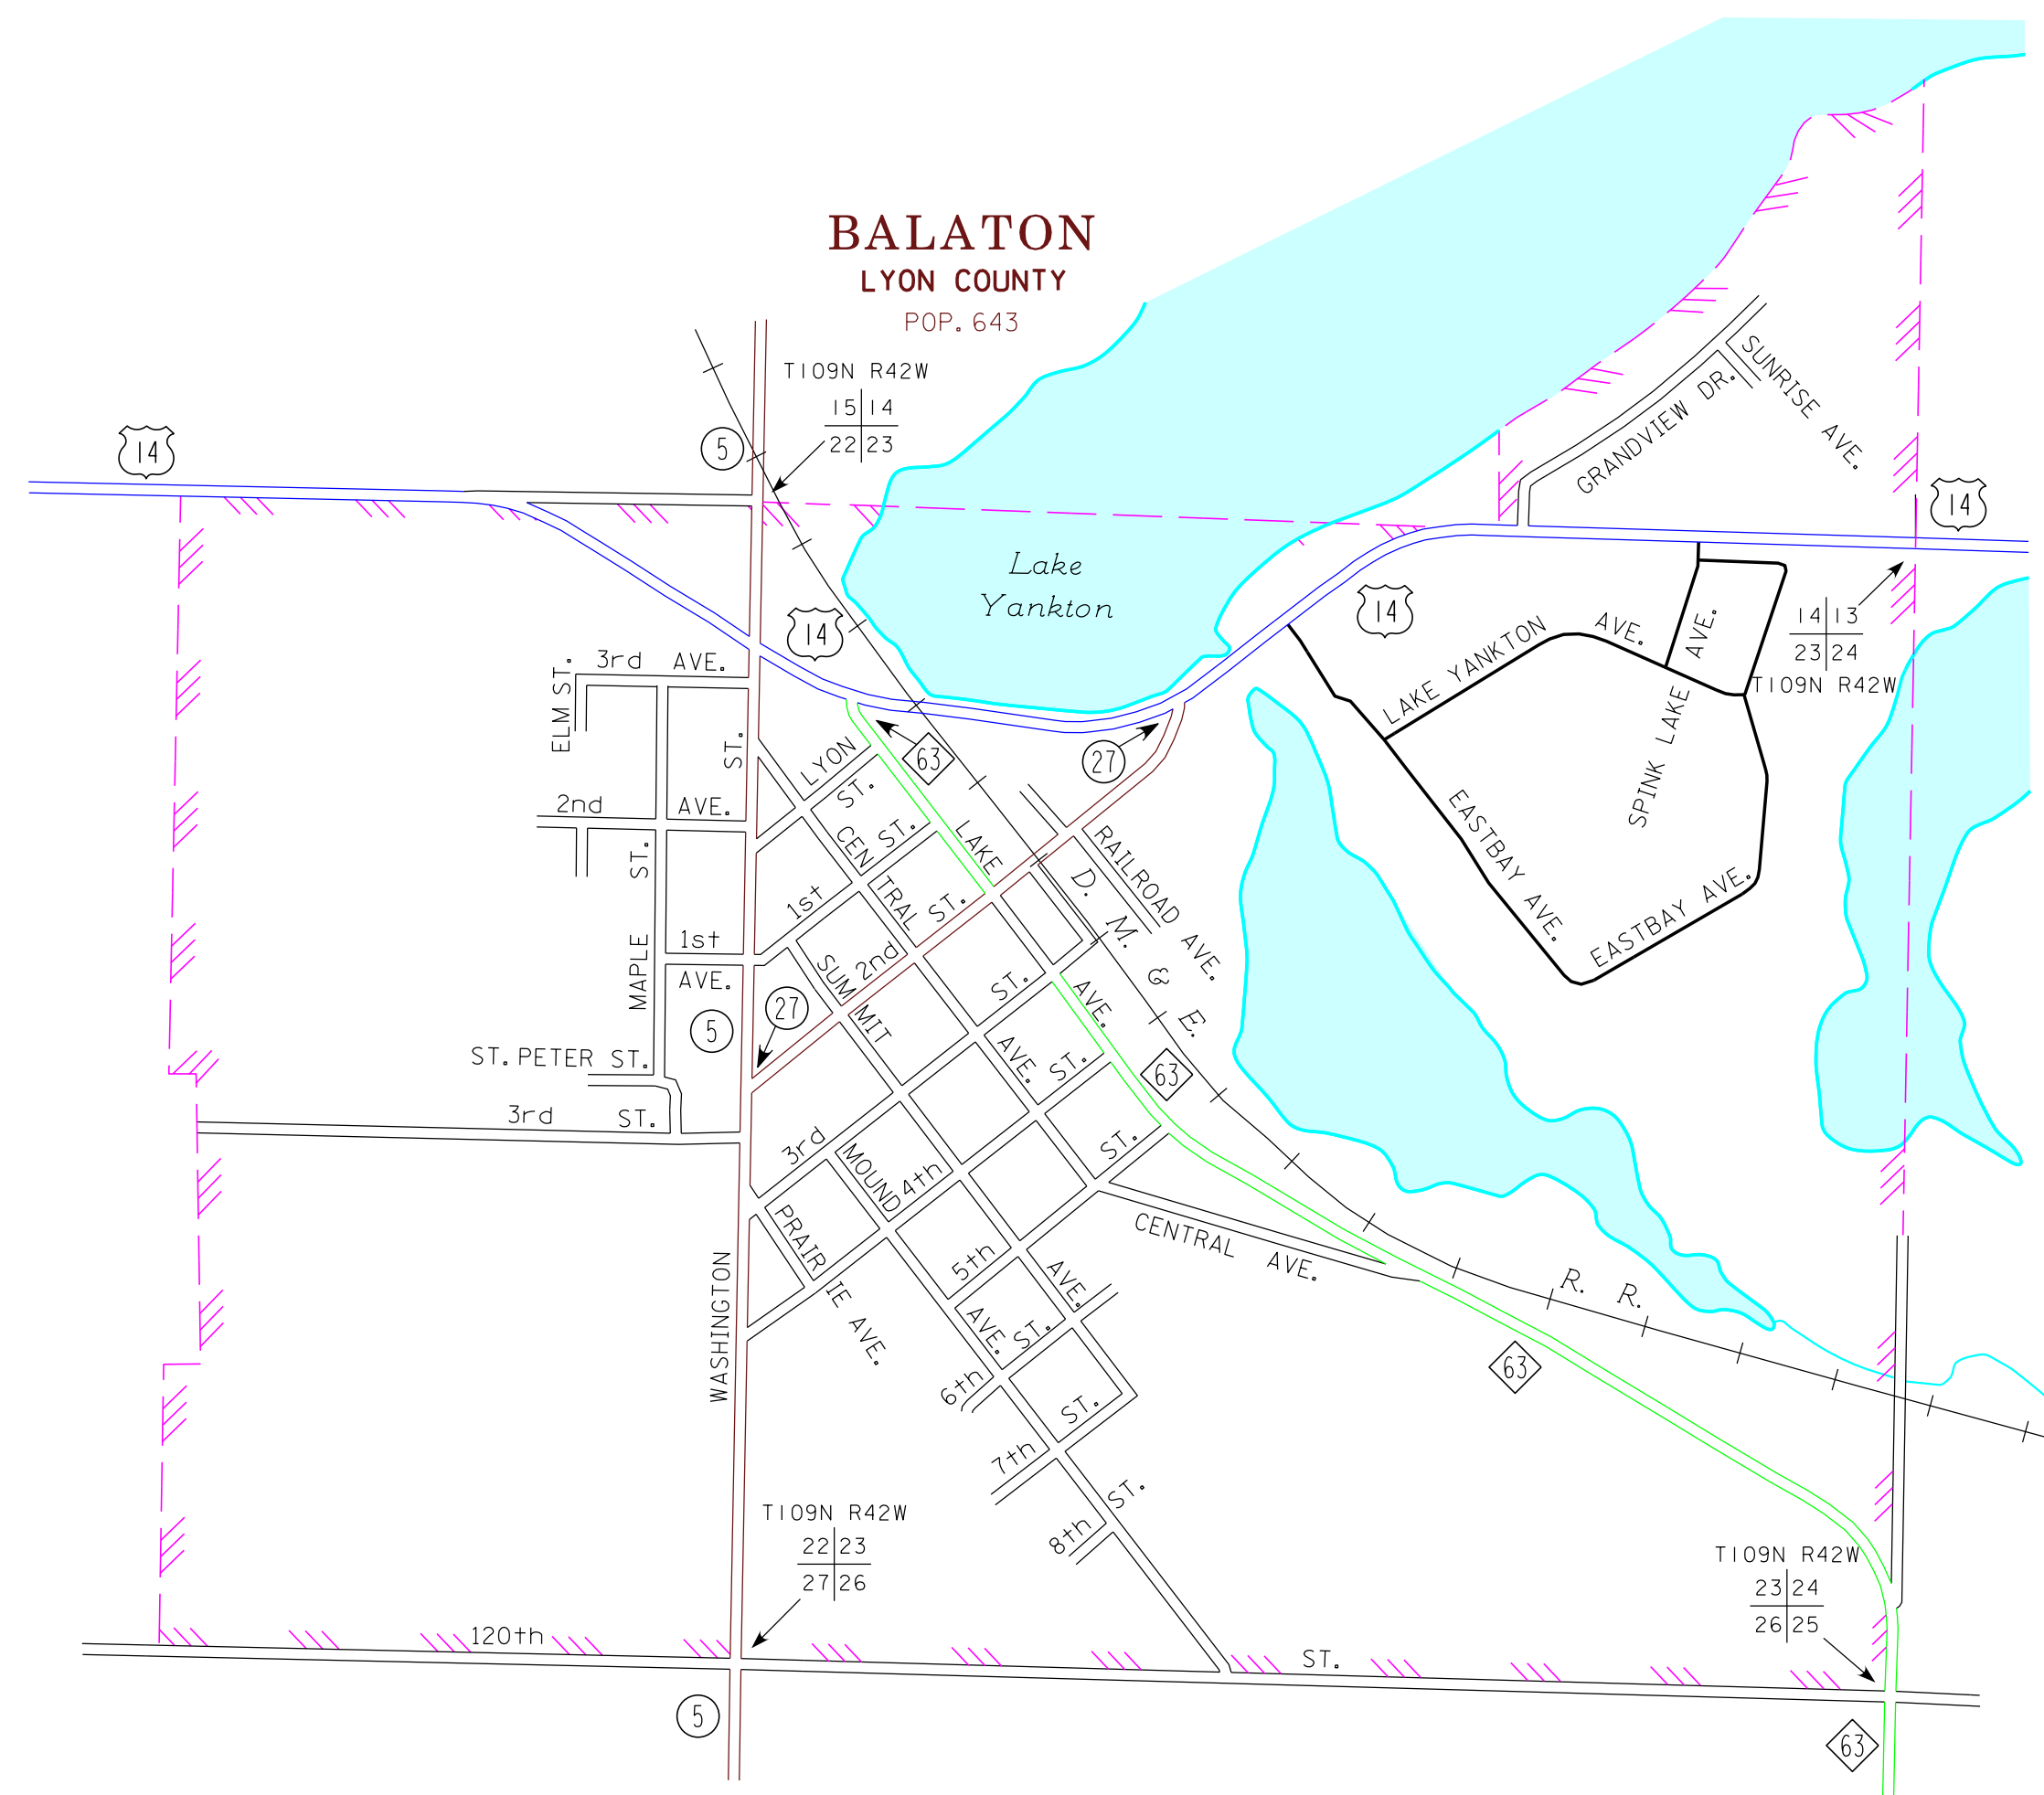 BALATON
LYON COUNTY
POP. 643
T109N R42W
15 14
22 23
5
14
SUNRISE AVE.
GRANDVIEW DR.
14
Lake
Yankton
14
14
14 13
23 24
T109N R42W
LAKE YANKTON AVE.
SPINK LAKE AVE.
EASTBAY AVE.
EASTBAY AVE.
3rd AVE.
ELM ST.
ST.
LYON ST.
63
27
2nd AVE.
CENTRAL
ST.
LAKE
RAILROAD AVE.
D. M. & E.
MAPLE ST.
1st ST.
1st
AVE.
SUMMIT
2nd ST.
ST.
AVE.
27
5
ST. PETER ST.
AVE.
ST.
63
3rd ST.
3rd
MOUND
4th
ST.
CENTRAL AVE.
PRAIRIE AVE.
WASHINGTON
5th
AVE.
AVE.
ST.
R. R.
6th
63
7th
ST.
8th
ST.
T109N R42W
22 23
27 26
T109N R42W
23 24
26 25
120th ST.
5
63